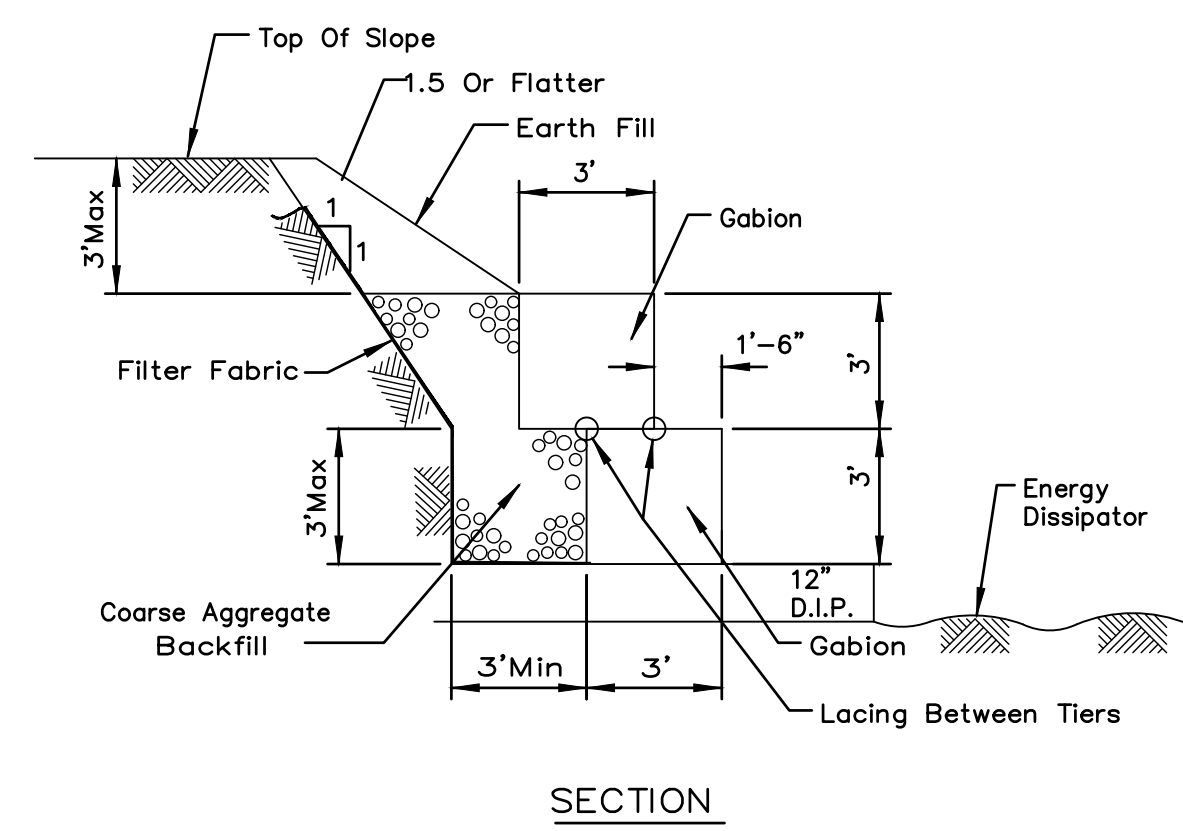 Top Of Slope
1.5 Or Flatter
Earth Fill
3'
Gabion
3'Max
1
1
1'-6"
3'
Filter Fabric
3'Max
3'
Energy
Dissipator
12"
D.I.P.
Coarse Aggregate
Backfill
Gabion
3'Min
3'
Lacing Between Tiers
SECTION